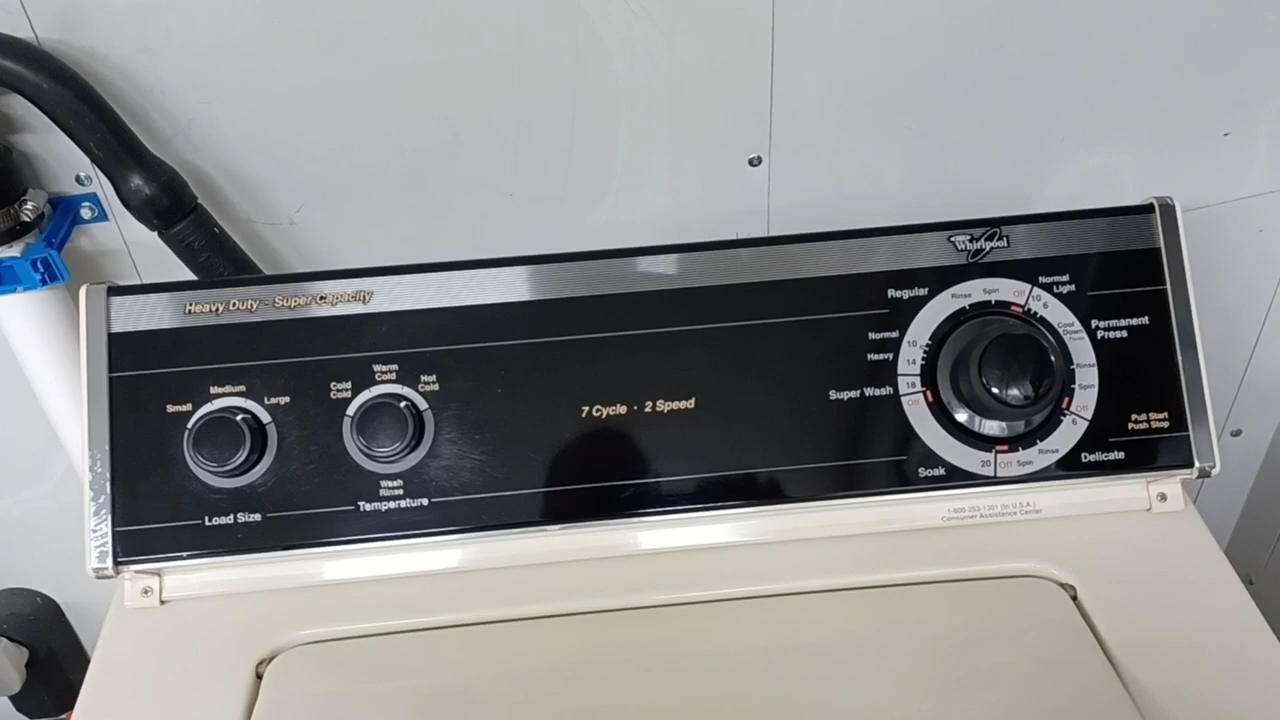 Heavy Duty - Super Capacity
Whirlpool
Small
Medium
Large
Load Size
Cold
Cold
Warm
Cold
Hot
Cold
Wash
Rinse
Temperature
7 Cycle · 2 Speed
Regular
Rinse
Spin
Off
Normal
Light
10
6
Cool
Down
Permanent
Press
Rinse
Spin
Off
6
Pull Start
Push Stop
Delicate
Rinse
Spin
Off
20
Soak
Off
Super Wash
18
Heavy
14
Normal
10
1-800-253-1301 (In U.S.A.)
Consumer Assistance Center